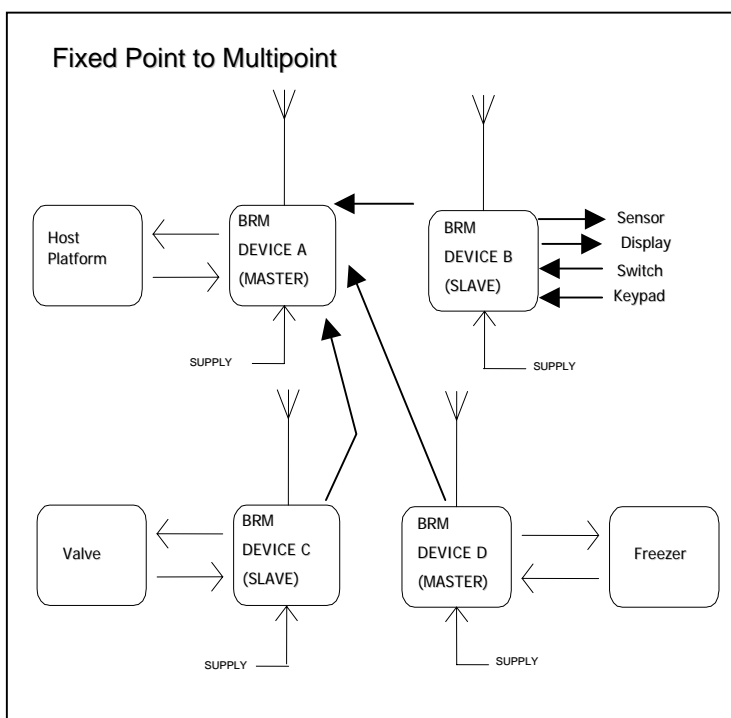 Fixed Point to Multipoint
Host
Platform
BRM
DEVICE A
(MASTER)
BRM
DEVICE B
(SLAVE)
Sensor
Display
Switch
Keypad
SUPPLY
SUPPLY
Valve
BRM
DEVICE C
(SLAVE)
BRM
DEVICE D
(MASTER)
Freezer
SUPPLY
SUPPLY